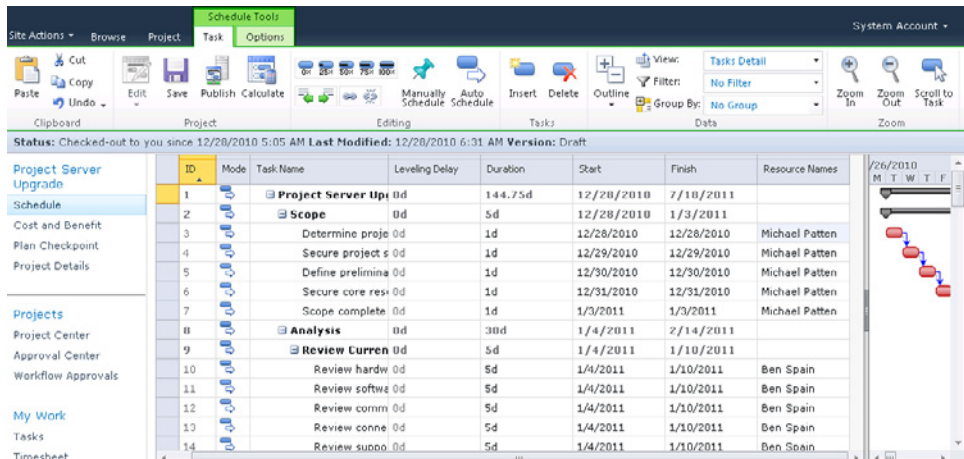 Schedule Tools
System Account
Site Actions Browse Project Task Options
Cut
Copy
Undo
Paste
Edit
Save Publish Calculate
0% 25% 50% 75% 100%
Manually Schedule
Auto Schedule
Insert Delete
Outline
View: Tasks Detail
Filter: No Filter
Group By: No Group
Zoom In
Zoom Out
Scroll to Task
Clipboard Project Editing Tasks Data Zoom
Status: Checked-out to you since 12/28/2010 5:05 AM Last Modified: 12/28/2010 6:31 AM Version: Draft
Project Server Upgrade
Schedule
Cost and Benefit
Plan Checkpoint
Project Details
Projects
Project Center
Approval Center
Workflow Approvals
My Work
Tasks
Timesheet
ID Mode Task Name Leveling Delay Duration Start Finish Resource Names
1 Project Server Up 0d 144.75d 12/28/2010 7/18/2011
2 Scope 0d 5d 12/28/2010 1/3/2011
3 Determine proje 0d 1d 12/28/2010 12/28/2010 Michael Patten
4 Secure project s 0d 1d 12/29/2010 12/29/2010 Michael Patten
5 Define prelimina 0d 1d 12/30/2010 12/30/2010 Michael Patten
6 Secure core res 0d 1d 12/31/2010 12/31/2010 Michael Patten
7 Scope complete 0d 1d 1/3/2011 1/3/2011 Michael Patten
8 Analysis 0d 30d 1/4/2011 2/14/2011
9 Review Curren 0d 5d 1/4/2011 1/10/2011
10 Review hardw 0d 5d 1/4/2011 1/10/2011 Ben Spain
11 Review softwa 0d 5d 1/4/2011 1/10/2011 Ben Spain
12 Review comm 0d 5d 1/4/2011 1/10/2011 Ben Spain
13 Review conne 0d 5d 1/4/2011 1/10/2011 Ben Spain
14 Review suppo 0d 5d 1/4/2011 1/10/2011 Ben Spain
/26/2010
M T W T F